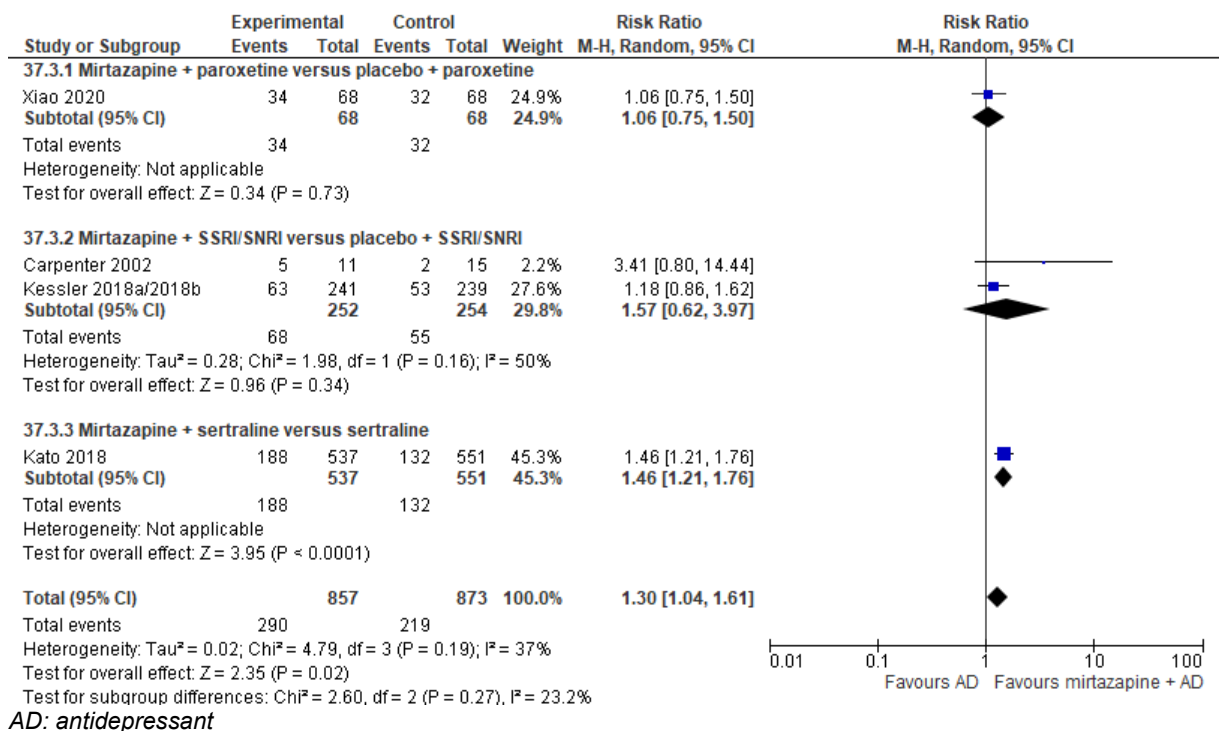 Experimental Control Risk Ratio Risk Ratio
Study or Subgroup Events Total Events Total Weight M-H, Random, 95% CI M-H, Random, 95% CI
37.3.1 Mirtazapine + paroxetine versus placebo + paroxetine
Xiao 2020 34 68 32 68 24.9% 1.06 [0.75, 1.50]
Subtotal (95% CI) 68 68 24.9% 1.06 [0.75, 1.50]
Total events 34 32
Heterogeneity: Not applicable
Test for overall effect: Z = 0.34 (P = 0.73)
37.3.2 Mirtazapine + SSRI/SNRI versus placebo + SSRI/SNRI
Carpenter 2002 5 11 2 15 2.2% 3.41 [0.80, 14.44]
Kessler 2018a/2018b 63 241 53 239 27.6% 1.18 [0.86, 1.62]
Subtotal (95% CI) 252 254 29.8% 1.57 [0.62, 3.97]
Total events 68 55
Heterogeneity: Tau² = 0.28; Chi² = 1.98, df = 1 (P = 0.16); I² = 50%
Test for overall effect: Z = 0.96 (P = 0.34)
37.3.3 Mirtazapine + sertraline versus sertraline
Kato 2018 188 537 132 551 45.3% 1.46 [1.21, 1.76]
Subtotal (95% CI) 537 551 45.3% 1.46 [1.21, 1.76]
Total events 188 132
Heterogeneity: Not applicable
Test for overall effect: Z = 3.95 (P < 0.0001)
Total (95% CI) 857 873 100.0% 1.30 [1.04, 1.61]
Total events 290 219
Heterogeneity: Tau² = 0.02; Chi² = 4.79, df = 3 (P = 0.19); I² = 37%
Test for overall effect: Z = 2.35 (P = 0.02)
Test for subgroup differences: Chi² = 2.60, df = 2 (P = 0.27), I² = 23.2%
0.01 0.1 1 10 100
Favours AD Favours mirtazapine + AD
AD: antidepressant